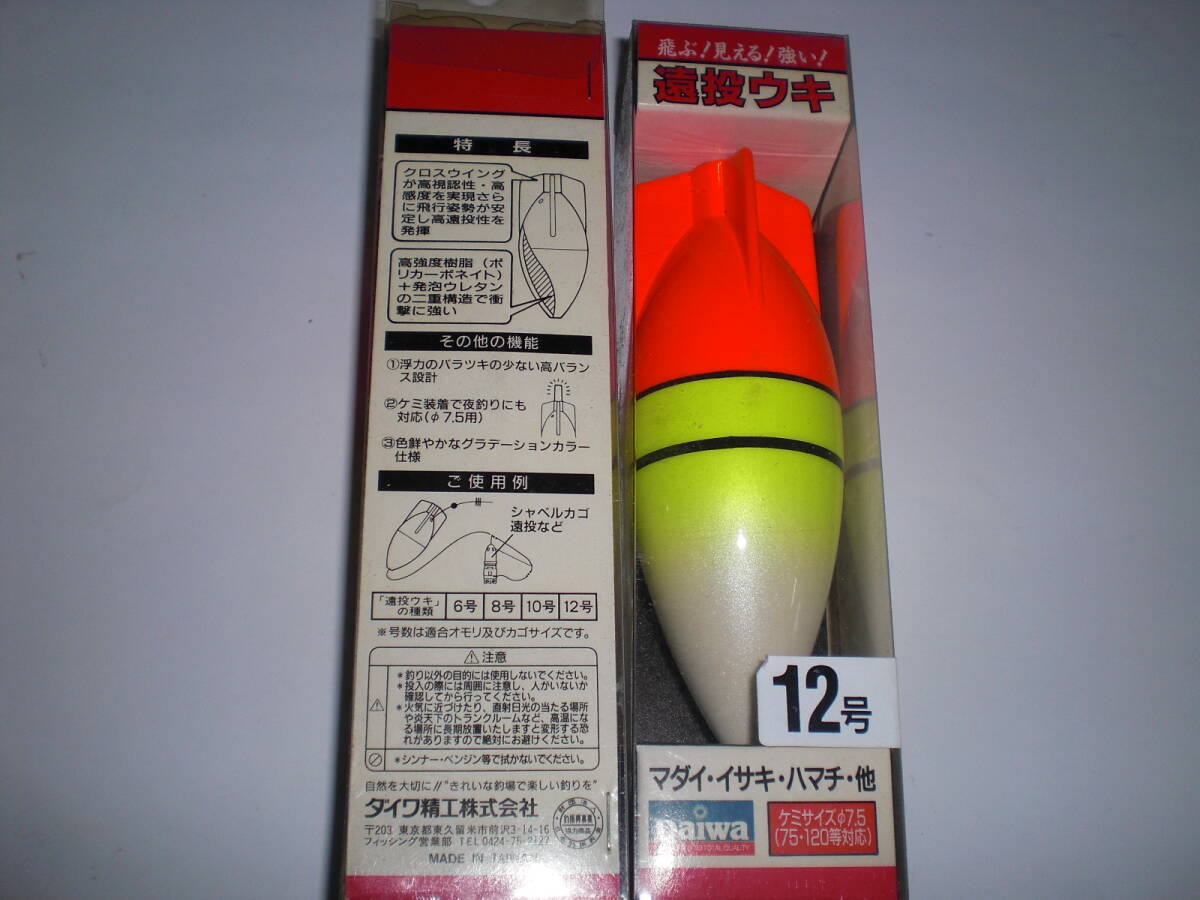 特長
クロスウイング
が高視認性・高
感度を実現さら
に飛行姿勢が安
定し高遠投性を
発揮
高強度樹脂（ポ
リカーボネイト）
＋発泡ウレタン
の二重構造で衝
撃に強い
その他の機能
①浮力のバラツキの少ない高バラン
ス設計
②ケミ装着で夜釣りにも
対応（φ7.5用）
③色鮮やかなグラデーションカラー
仕様
ご使用例
シャベルカゴ
遠投など
「遠投ウキ」
の種類
6号 8号 10号 12号
※号数は適合オモリ及びカゴサイズです。
⚠注意
＊釣り以外の目的には使用しないでください。
＊投入の際には周囲に注意し、人がいないか
確認してから行ってください。
＊火気に近づけたり、直射日光の当たる場所
や炎天下のトランクルームなど、高温にな
る場所に長期放置いたしますと変形する恐
れがありますので絶対にお避けください。
＊シンナー・ベンジン等で拭かないでください。
自然を大切に//“きれいな釣場で楽しい釣りを”
ダイワ精工株式会社
〒203 東京都東久留米市前沢3-14-16
フィッシング営業部 TEL0424-75-2127
MADE IN TAIWAN
飛ぶ！見える！強い！
遠投ウキ
12号
マダイ・イサキ・ハマチ・他
Daiwa
ケミサイズφ7.5
（75・120等対応）